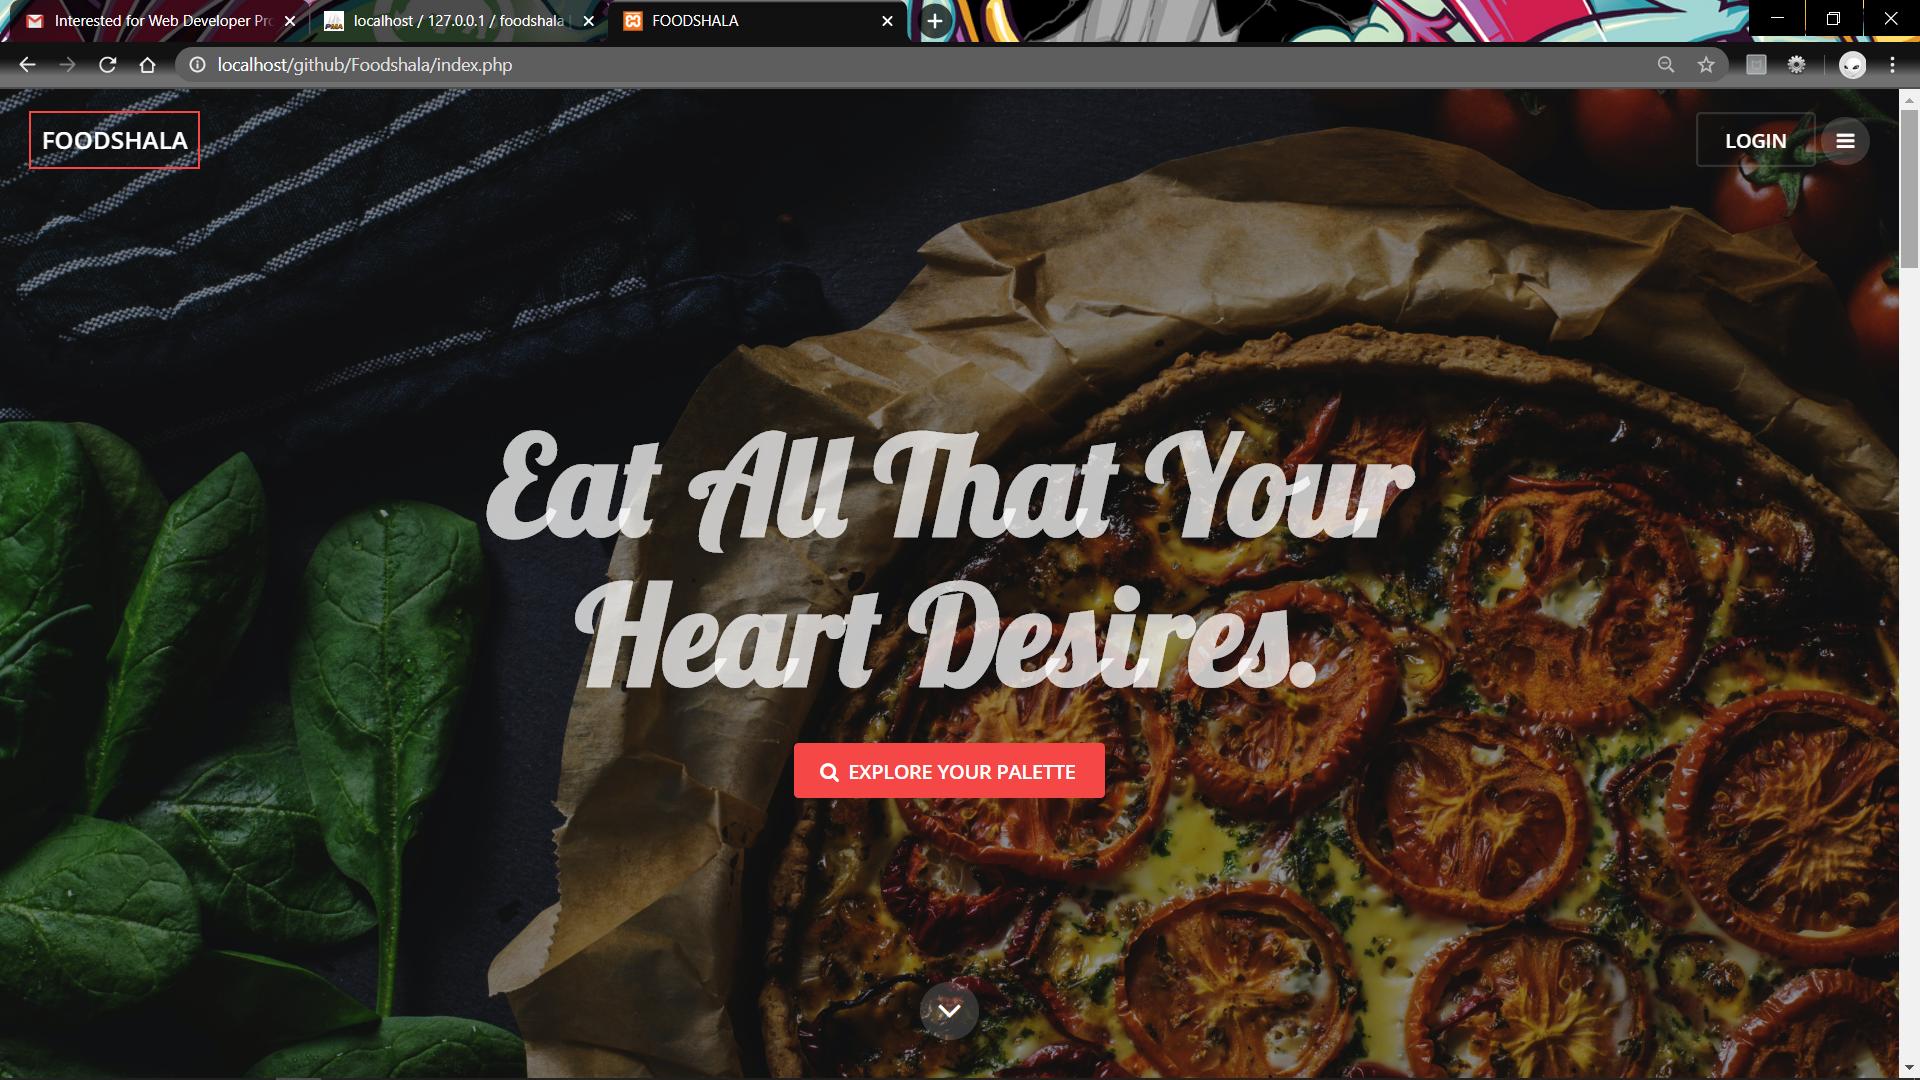 Interested for Web Developer Pr
localhost / 127.0.0.1 / foodshala
FOODSHALA
localhost/github/Foodshala/index.php
FOODSHALA
LOGIN
Eat All That Your
Heart Desires.
EXPLORE YOUR PALETTE